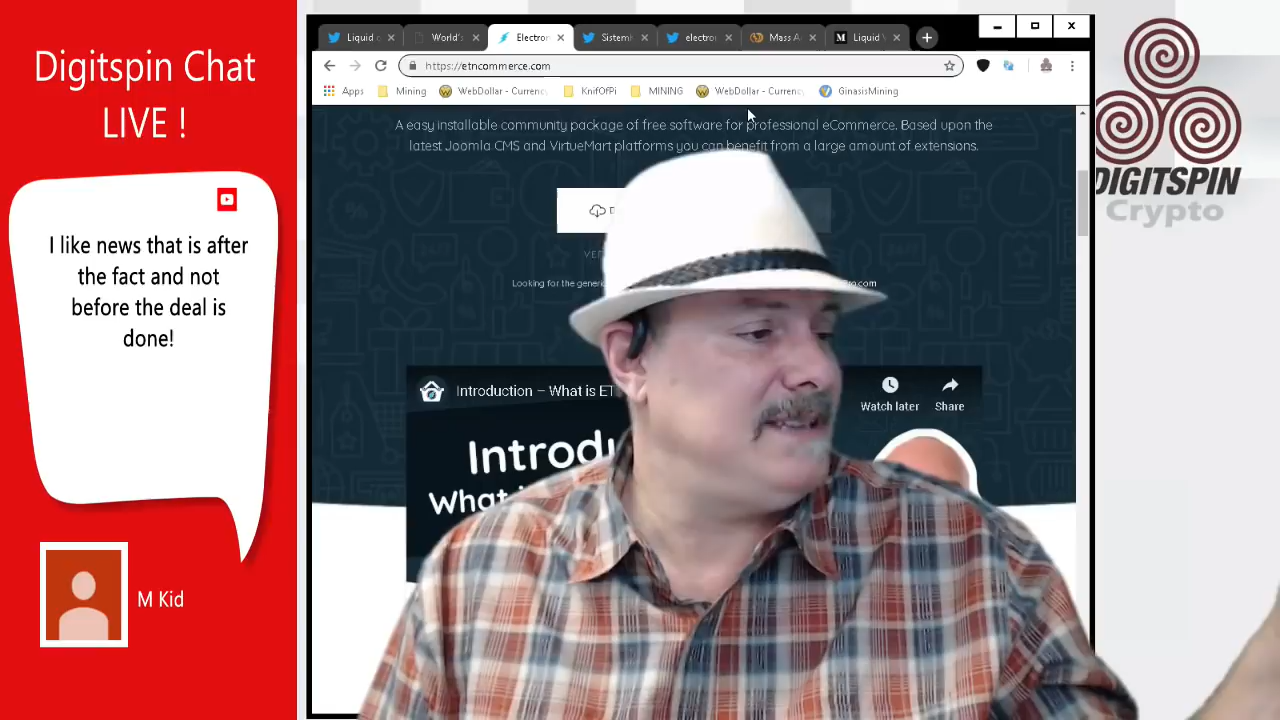 Digitspin Chat
LIVE !
I like news that is after
the fact and not
before the deal is
done!
M Kid
Liquid
World's
Electron
electro
Mass A
Liquid
https://etncommerce.com
Apps
Mining
WebDollar - Currenc
KnifOfPi
MINING
WebDollar - Currenc
GinasisMining
A easy installable community package of free software for professional eCommerce. Based upon the
latest Joomla CMS and VirtueMart platforms you can benefit from a large amount of extensions.
Looking for the generic
Introduction – What is ET
Watch later
Share
Introdu
What
DIGITSPIN
Crypto